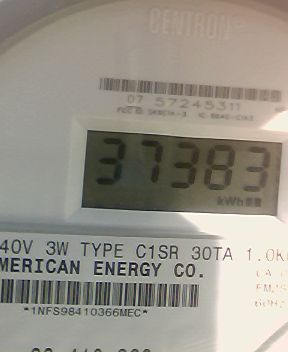 CENTRON
07 57245311
37383
kWh
40V 3W TYPE C1SR 30TA 1.0K
MERICAN ENERGY CO.
*1NFS98410366MEC*